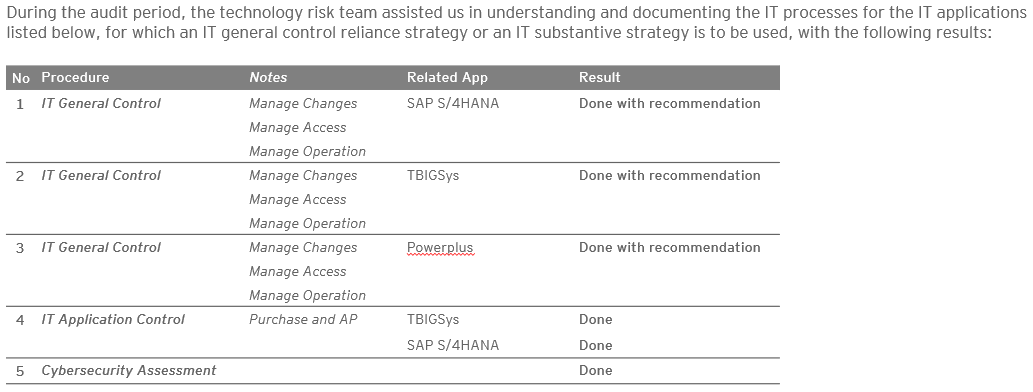 During the audit period, the technology risk team assisted us in understanding and documenting the IT processes for the IT applications
listed below, for which an IT general control reliance strategy or an IT substantive strategy is to be used, with the following results:
No Procedure Notes Related App Result
1 IT General Control Manage Changes SAP S/4HANA Done with recommendation
Manage Access
Manage Operation
2 IT General Control Manage Changes TBIGSys Done with recommendation
Manage Access
Manage Operation
3 IT General Control Manage Changes Powerplus Done with recommendation
Manage Access
Manage Operation
4 IT Application Control Purchase and AP TBIGSys Done
SAP S/4HANA Done
5 Cybersecurity Assessment Done